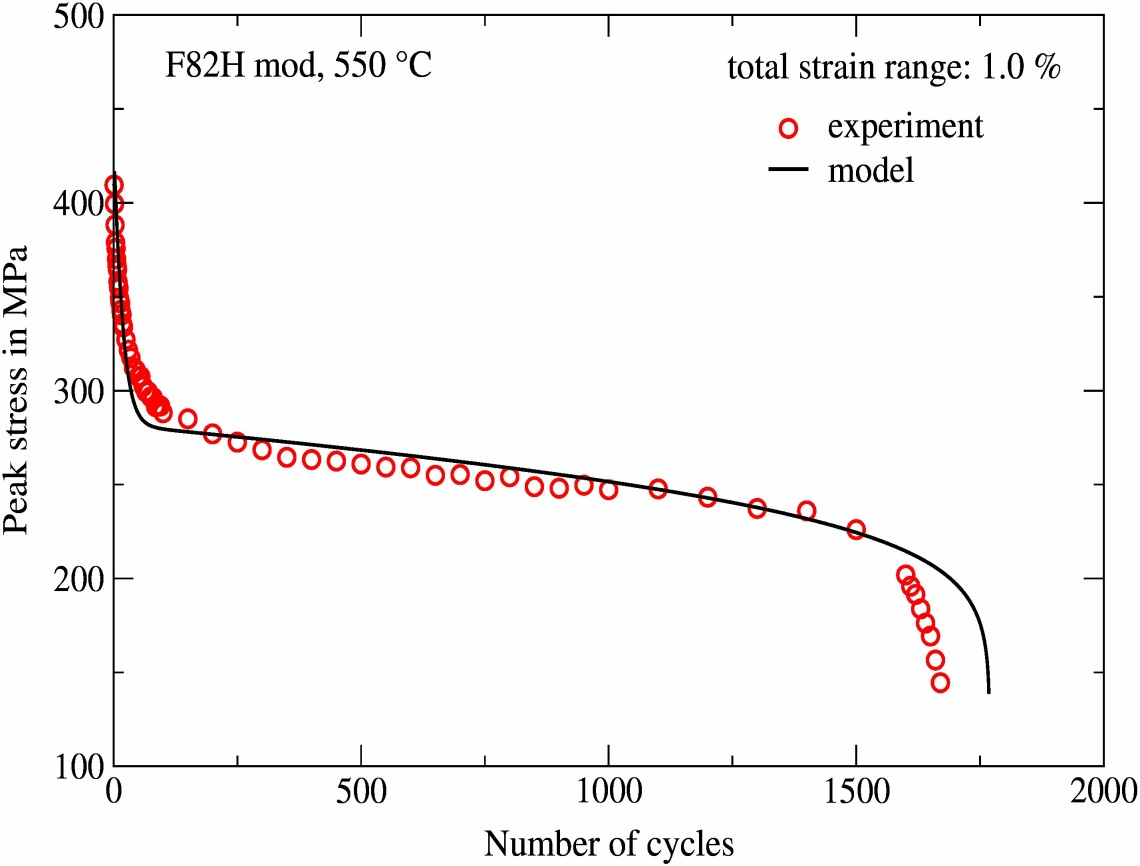 500
F82H mod, 550 °C
total strain range: 1.0 %
experiment
model
400
300
200
100
Peak stress in MPa
0 500 1000 1500 2000
Number of cycles